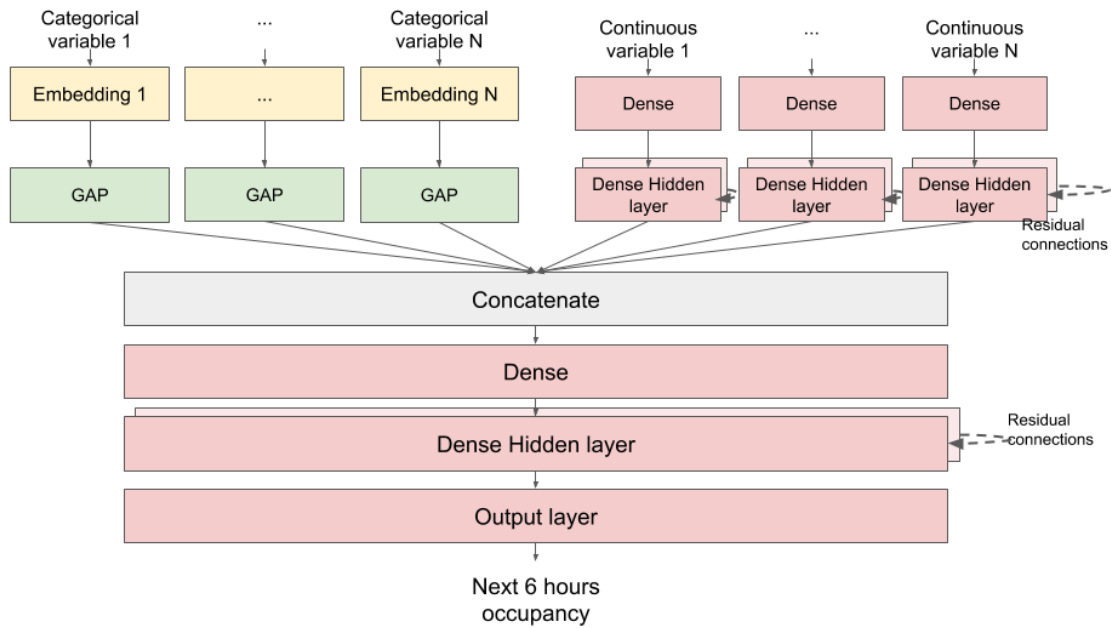 Categorical
variable 1
...
Categorical
variable N
Continuous
variable 1
...
Continuous
variable N
Embedding 1
...
Embedding N
Dense
Dense
Dense
GAP
GAP
GAP
Dense Hidden
layer
Dense Hidden
layer
Dense Hidden
layer
Residual
connections
Concatenate
Dense
Dense Hidden layer
Residual
connections
Output layer
Next 6 hours
occupancy